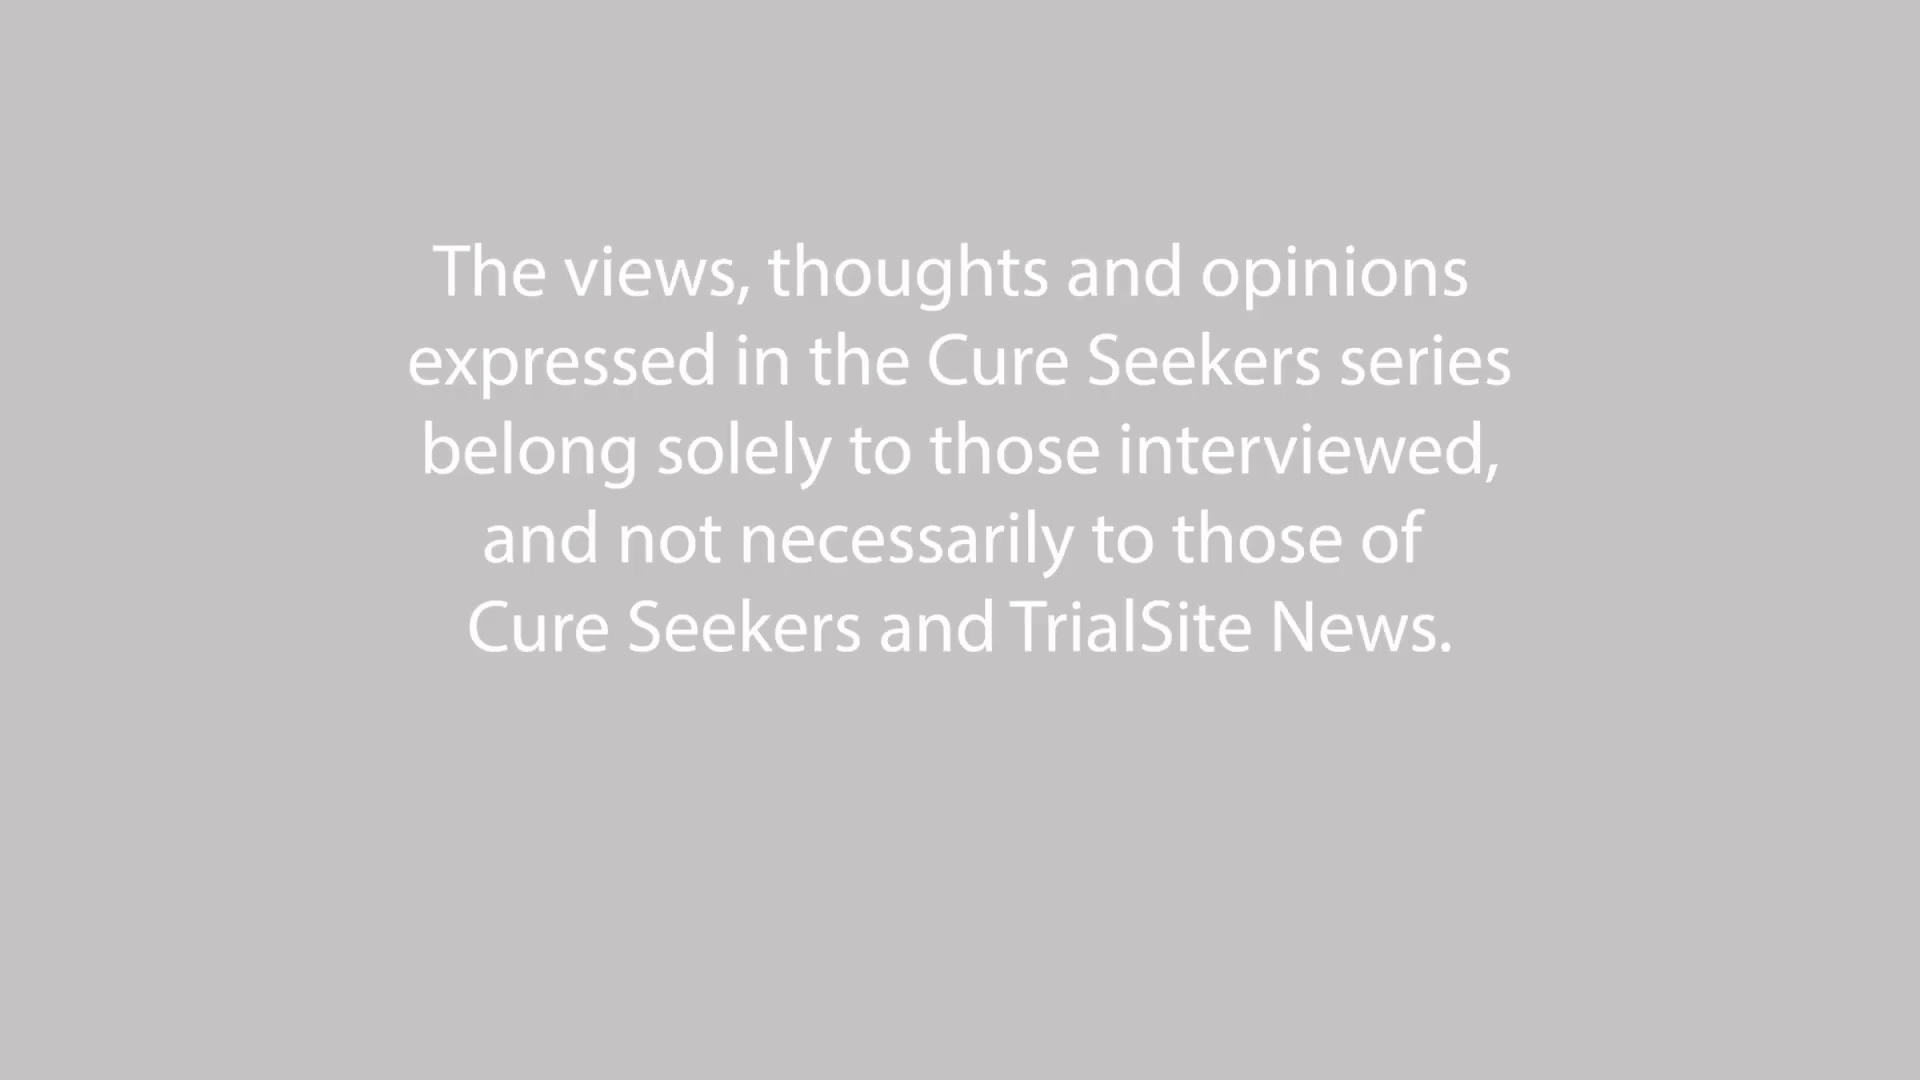 The views, thoughts and opinions
expressed in the Cure Seekers series
belong solely to those interviewed,
and not necessarily to those of
Cure Seekers and TrialSite News.